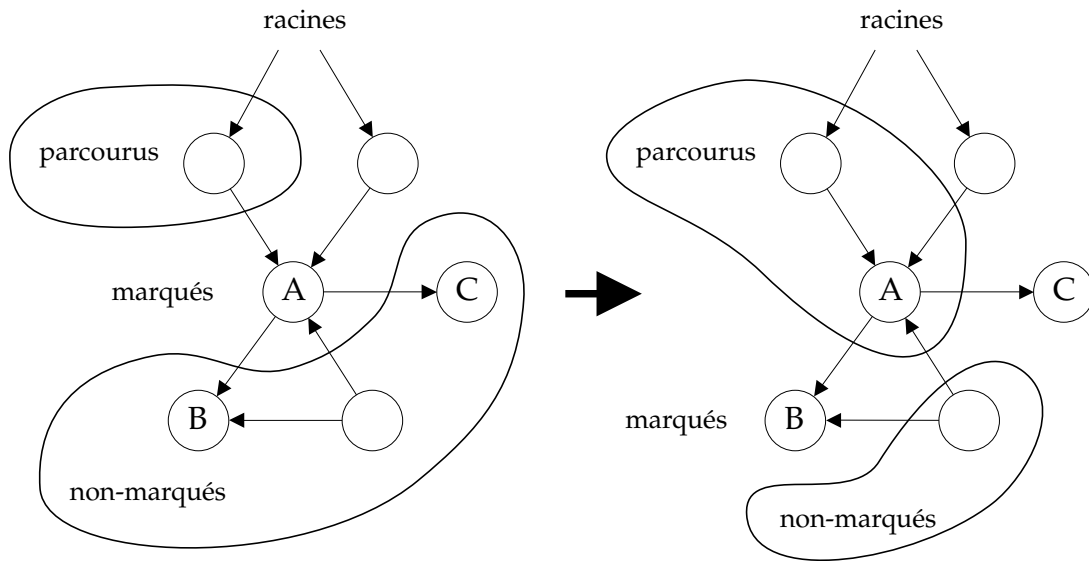 racines
parcourus
marqués
A
C
B
non-marqués
racines
parcourus
A
C
marqués
B
non-marqués